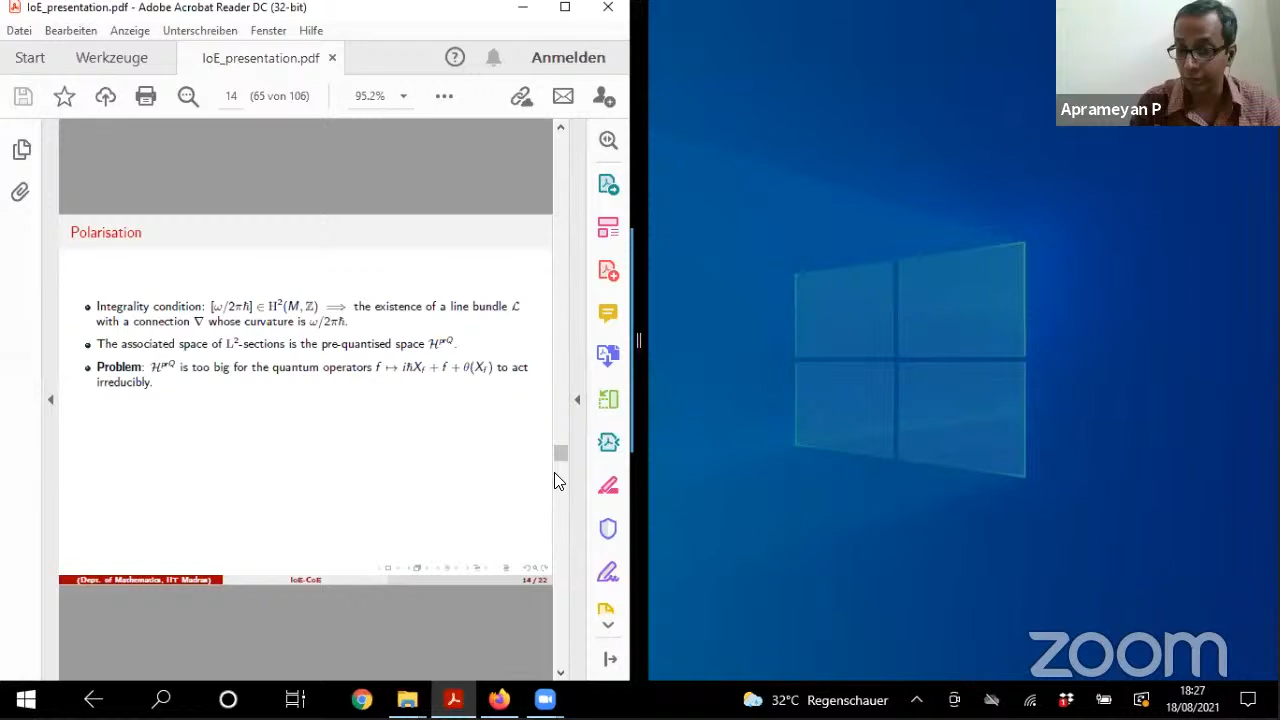 IoE_presentation.pdf - Adobe Acrobat Reader DC (32-bit)
Datei Bearbeiten Anzeige Unterschreiben Fenster Hilfe
Start Werkzeuge IoE_presentation.pdf × Anmelden
14 (65 von 106) 95.2%
Aprameyan P
Polarisation
• Integrality condition: [ω/2πℏ] ∈ H²(M, ℤ) ⟹ the existence of a line bundle ℒ
with a connection ∇ whose curvature is ω/2πℏ.
• The associated space of L²-sections is the pre-quantised space ℋᵖʳQ.
• Problem: ℋᵖʳQ is too big for the quantum operators f ↦ iℏX_f + f + θ(X_f) to act
irreducibly.
(Dept. of Mathematics, IIT Madras) IoE-CoE 14 / 22
zoom
32°C Regenschauer
18:27
18/08/2021